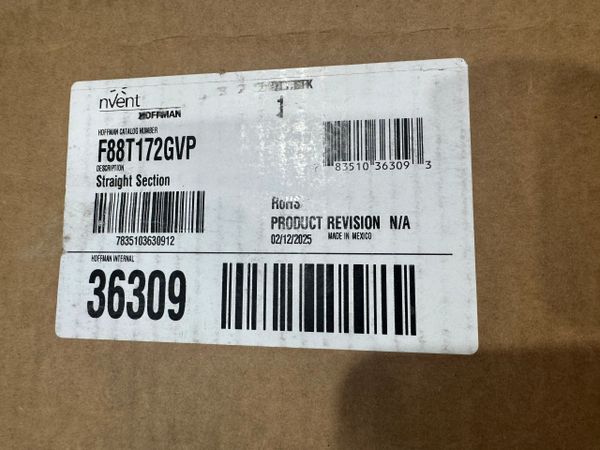 nVent
HOFFMAN
1
HOFFMAN CATALOG NUMBER
F88T172GVP
DESCRIPTION
Straight Section
7 83510 36309 3
7835103630912
RoHS
PRODUCT REVISION N/A
02/12/2025 MADE IN MEXICO
HOFFMAN INTERNAL
36309